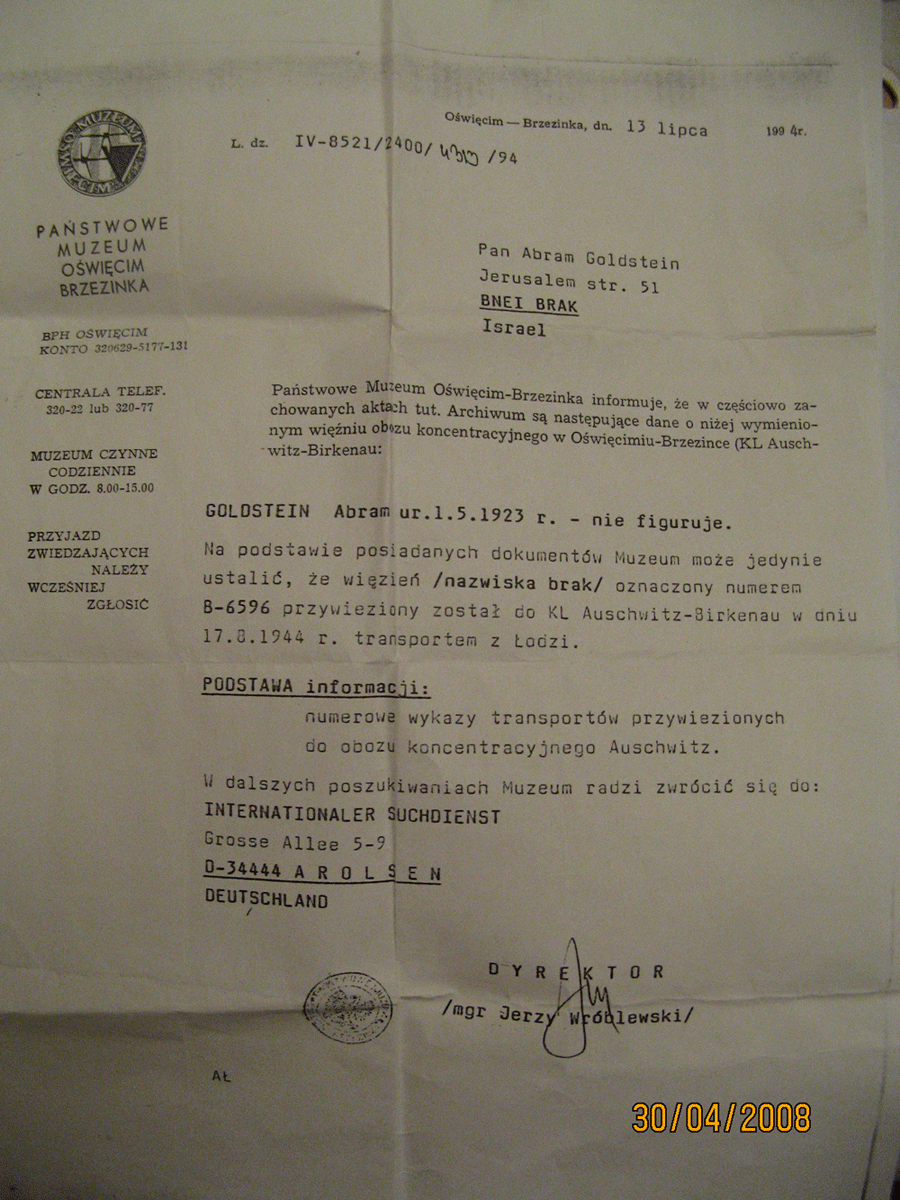 Oświęcim — Brzezinka, dn. 13 lipca 1994r.
L. dz. IV-8521/2400/ /94
PAŃSTWOWE
MUZEUM
OŚWIĘCIM
BRZEZINKA
Pan Abram Goldstein
Jerusalem str. 51
BNEI BRAK
Israel
BPH OŚWIĘCIM
KONTO 320629-5177-131
CENTRALA TELEF.
320-22 lub 320-77
MUZEUM CZYNNE
CODZIENNIE
W GODZ. 8.00-15.00
PRZYJAZD
ZWIEDZAJĄCYCH
NALEŻY
WCZEŚNIEJ
ZGŁOSIĆ
Państwowe Muzeum Oświęcim-Brzezinka informuje, że w częściowo za-
chowanych aktach tut. Archiwum są następujące dane o niżej wymienio-
nym więźniu obozu koncentracyjnego w Oświęcimiu-Brzezince (KL Ausch-
witz-Birkenau:
GOLDSTEIN Abram ur.1.5.1923 r. - nie figuruje.
Na podstawie posiadanych dokumentów Muzeum może jedynie
ustalić, że więzień /nazwiska brak/ oznaczony numerem
B-6596 przywieziony został do KL Auschwitz-Birkenau w dniu
17.8.1944 r. transportem z Łodzi.
PODSTAWA informacji:
numerowe wykazy transportów przywiezionych
do obozu koncentracyjnego Auschwitz.
W dalszych poszukiwaniach Muzeum radzi zwrócić się do:
INTERNATIONALER SUCHDIENST
Grosse Allee 5-9
D-34444 A R O L S E N
DEUTSCHLAND
D Y R E K T O R
/mgr Jerzy Wróblewski/
AŁ
30/04/2008